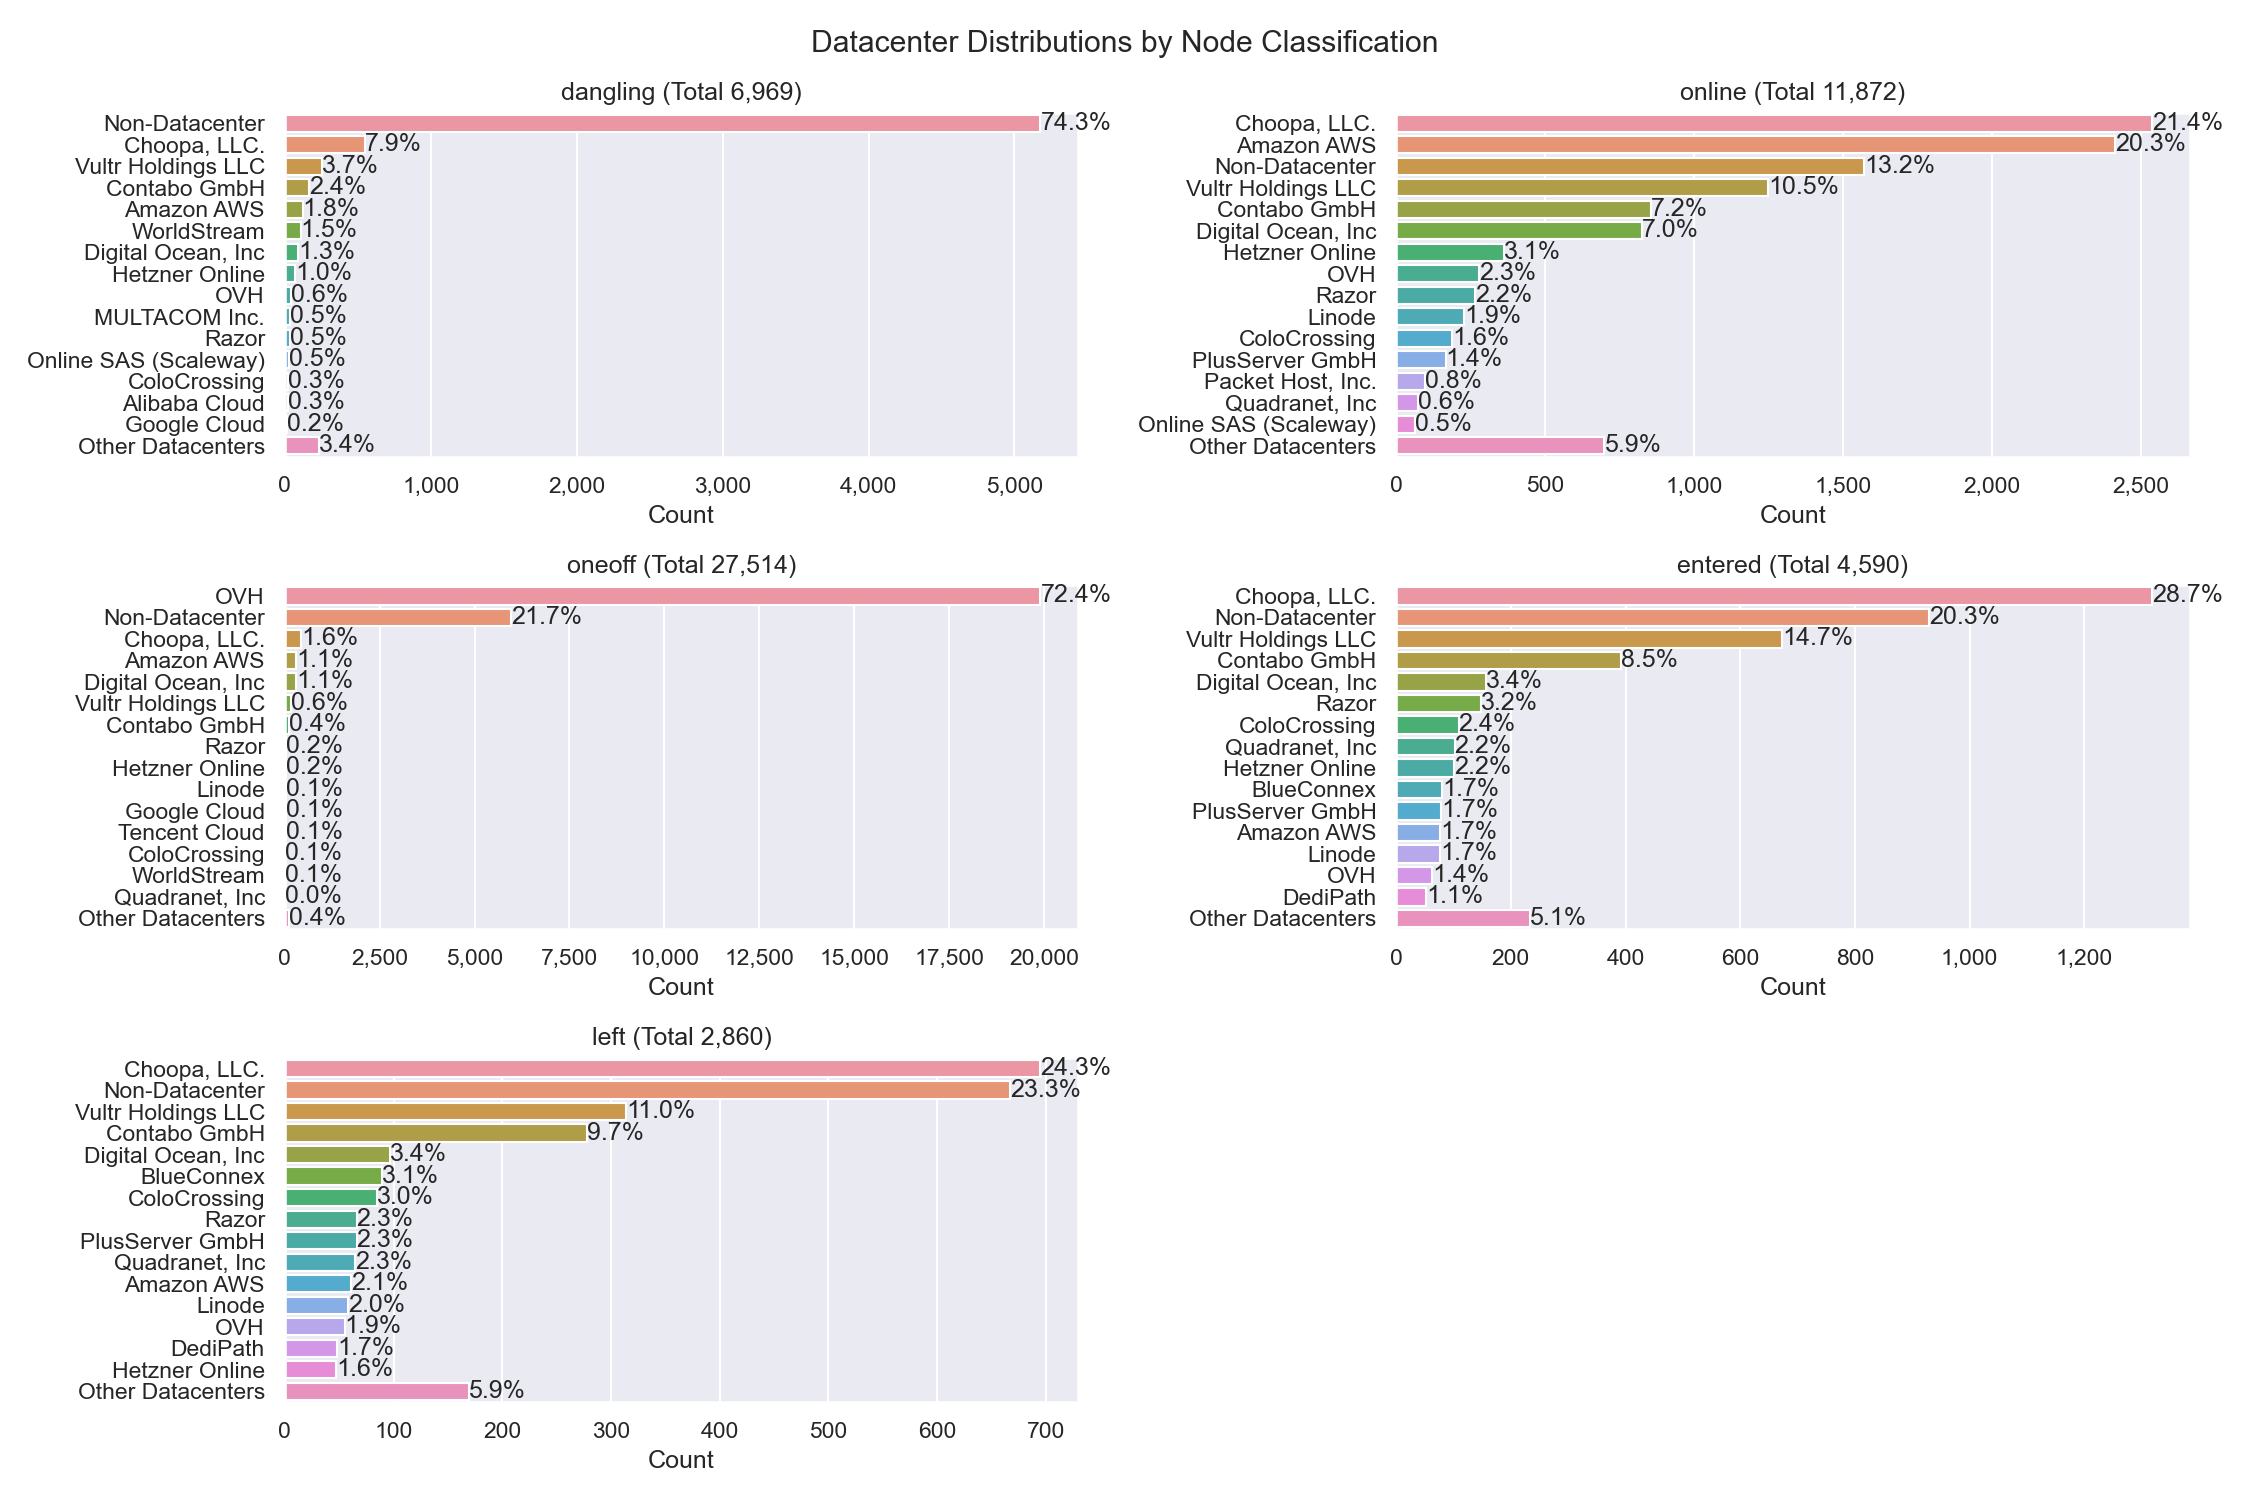 Datacenter Distributions by Node Classification
dangling (Total 6,969)
Non-Datacenter 74.3%
Choopa, LLC. 7.9%
Vultr Holdings LLC 3.7%
Contabo GmbH 2.4%
Amazon AWS 1.8%
WorldStream 1.5%
Digital Ocean, Inc 1.3%
Hetzner Online 1.0%
OVH 0.6%
MULTACOM Inc. 0.5%
Razor 0.5%
Online SAS (Scaleway) 0.5%
ColoCrossing 0.3%
Alibaba Cloud 0.3%
Google Cloud 0.2%
Other Datacenters 3.4%
0 1,000 2,000 3,000 4,000 5,000
Count
online (Total 11,872)
Choopa, LLC. 21.4%
Amazon AWS 20.3%
Non-Datacenter 13.2%
Vultr Holdings LLC 10.5%
Contabo GmbH 7.2%
Digital Ocean, Inc 7.0%
Hetzner Online 3.1%
OVH 2.3%
Razor 2.2%
Linode 1.9%
ColoCrossing 1.6%
PlusServer GmbH 1.4%
Packet Host, Inc. 0.8%
Quadranet, Inc 0.6%
Online SAS (Scaleway) 0.5%
Other Datacenters 5.9%
0 500 1,000 1,500 2,000 2,500
Count
oneoff (Total 27,514)
OVH 72.4%
Non-Datacenter 21.7%
Choopa, LLC. 1.6%
Amazon AWS 1.1%
Digital Ocean, Inc 1.1%
Vultr Holdings LLC 0.6%
Contabo GmbH 0.4%
Razor 0.2%
Hetzner Online 0.2%
Linode 0.1%
Google Cloud 0.1%
Tencent Cloud 0.1%
ColoCrossing 0.1%
WorldStream 0.1%
Quadranet, Inc 0.0%
Other Datacenters 0.4%
0 2,500 5,000 7,500 10,000 12,500 15,000 17,500 20,000
Count
entered (Total 4,590)
Choopa, LLC. 28.7%
Non-Datacenter 20.3%
Vultr Holdings LLC 14.7%
Contabo GmbH 8.5%
Digital Ocean, Inc 3.4%
Razor 3.2%
ColoCrossing 2.4%
Quadranet, Inc 2.2%
Hetzner Online 2.2%
BlueConnex 1.7%
PlusServer GmbH 1.7%
Amazon AWS 1.7%
Linode 1.7%
OVH 1.4%
DediPath 1.1%
Other Datacenters 5.1%
0 200 400 600 800 1,000 1,200
Count
left (Total 2,860)
Choopa, LLC. 24.3%
Non-Datacenter 23.3%
Vultr Holdings LLC 11.0%
Contabo GmbH 9.7%
Digital Ocean, Inc 3.4%
BlueConnex 3.1%
ColoCrossing 3.0%
Razor 2.3%
PlusServer GmbH 2.3%
Quadranet, Inc 2.3%
Amazon AWS 2.1%
Linode 2.0%
OVH 1.9%
DediPath 1.7%
Hetzner Online 1.6%
Other Datacenters 5.9%
0 100 200 300 400 500 600 700
Count